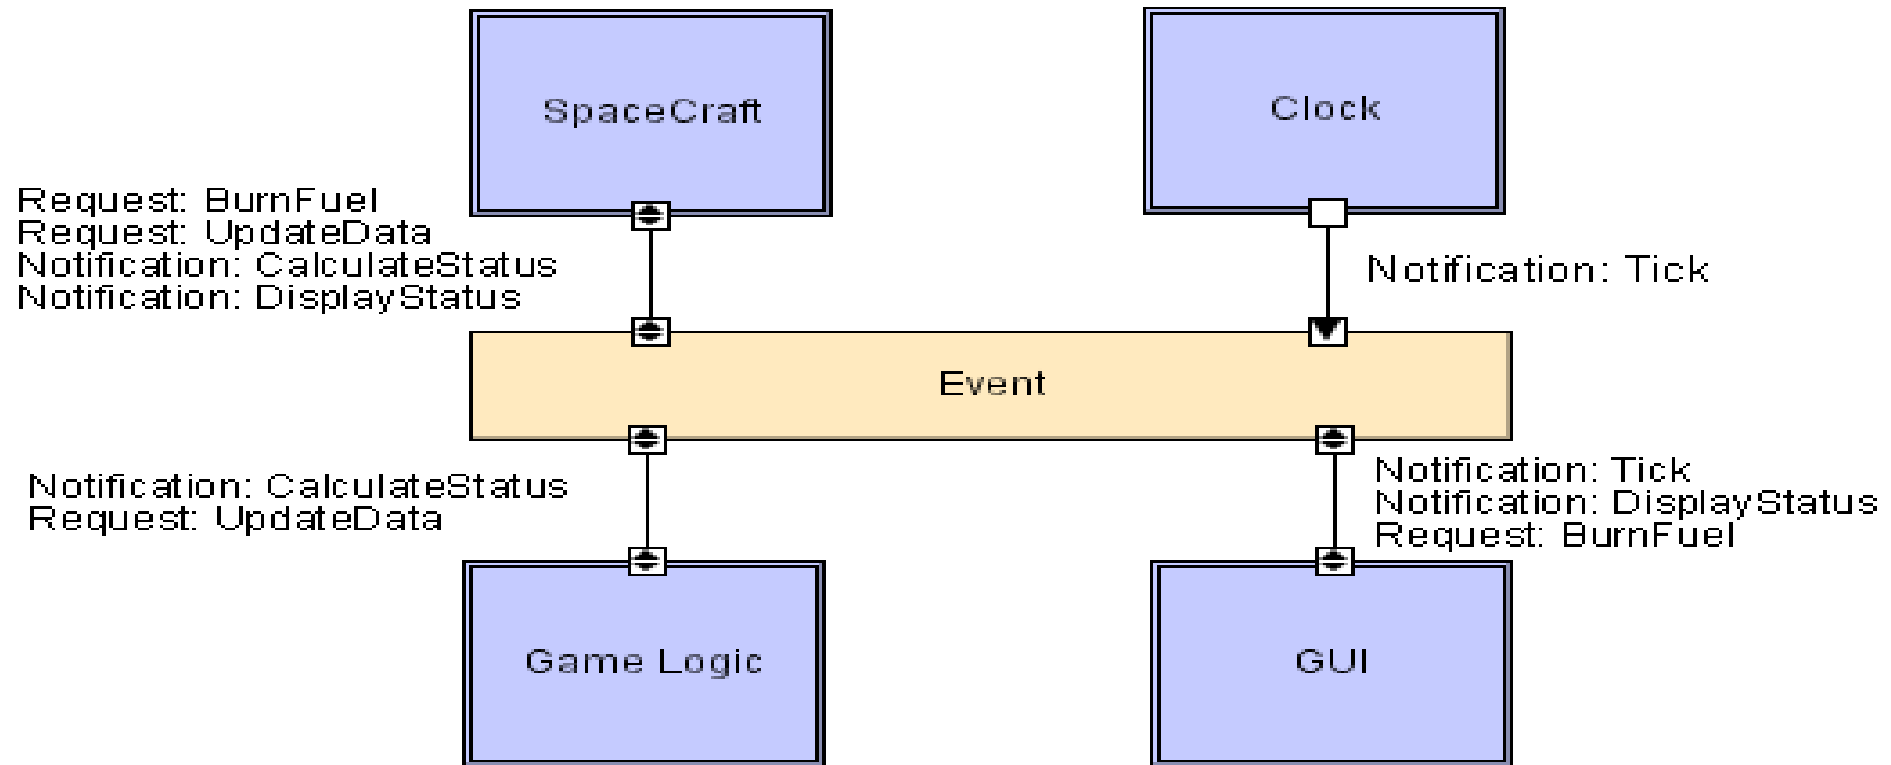 SpaceCraft
Clock
Request: BurnFuel
Request: UpdateData
Notification: CalculateStatus
Notification: DisplayStatus
Notification: Tick
Event
Notification: CalculateStatus
Request: UpdateData
Notification: Tick
Notification: DisplayStatus
Request: BurnFuel
Game Logic
GUI